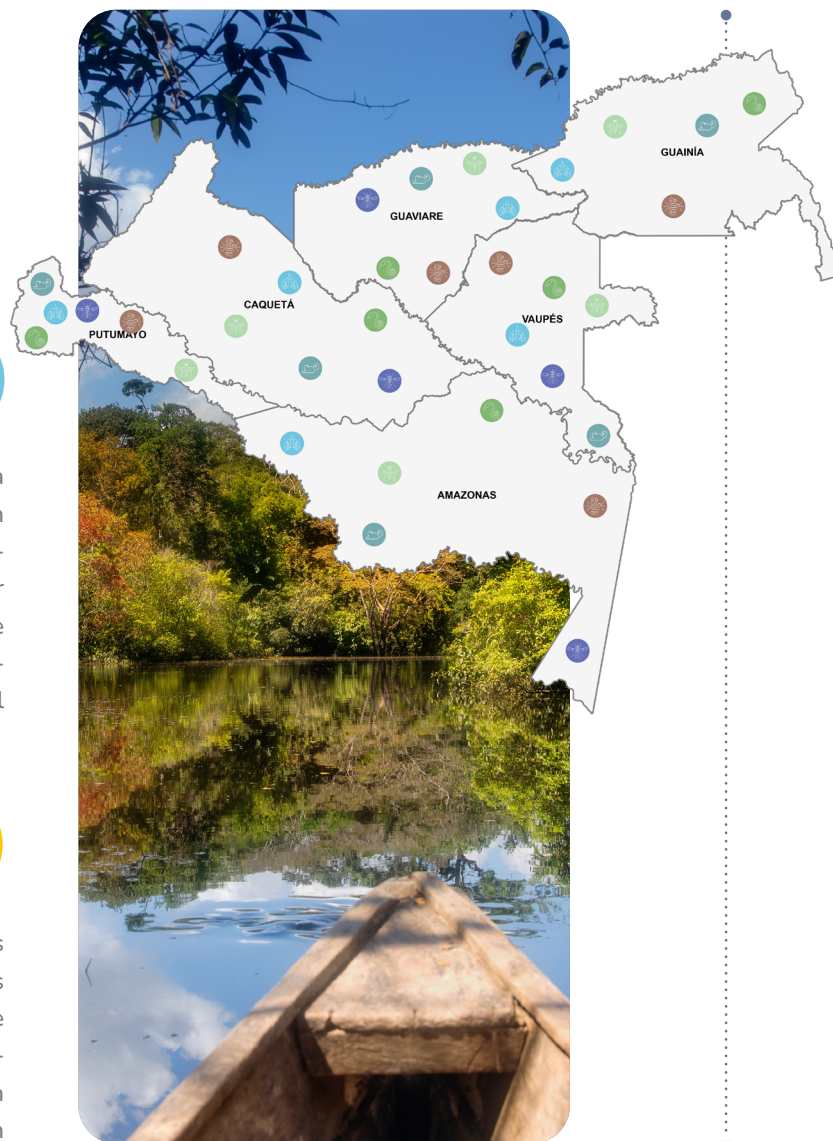 GUAINÍA
GUAVIARE
CAQUETÁ
VAUPÉS
PUTUMAYO
AMAZONAS
a
n
-
r
e
-
l
s
s
e
-
n
n